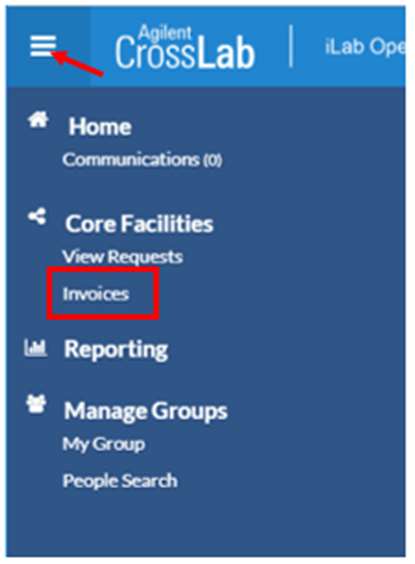 Agilent
CrossLab
iLab Ope
Home
Communications (0)
Core Facilities
View Requests
Invoices
Reporting
Manage Groups
My Group
People Search